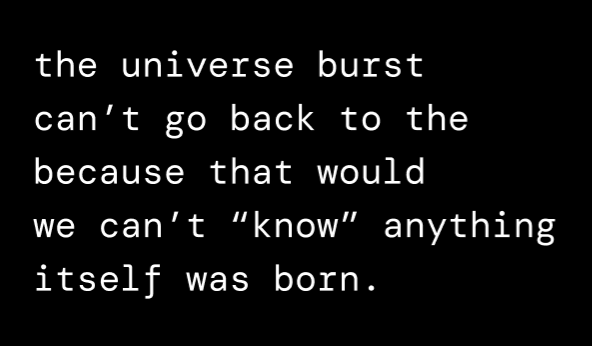 the universe burst
can’t go back to the
because that would
we can’t “know” anything
itself was born.